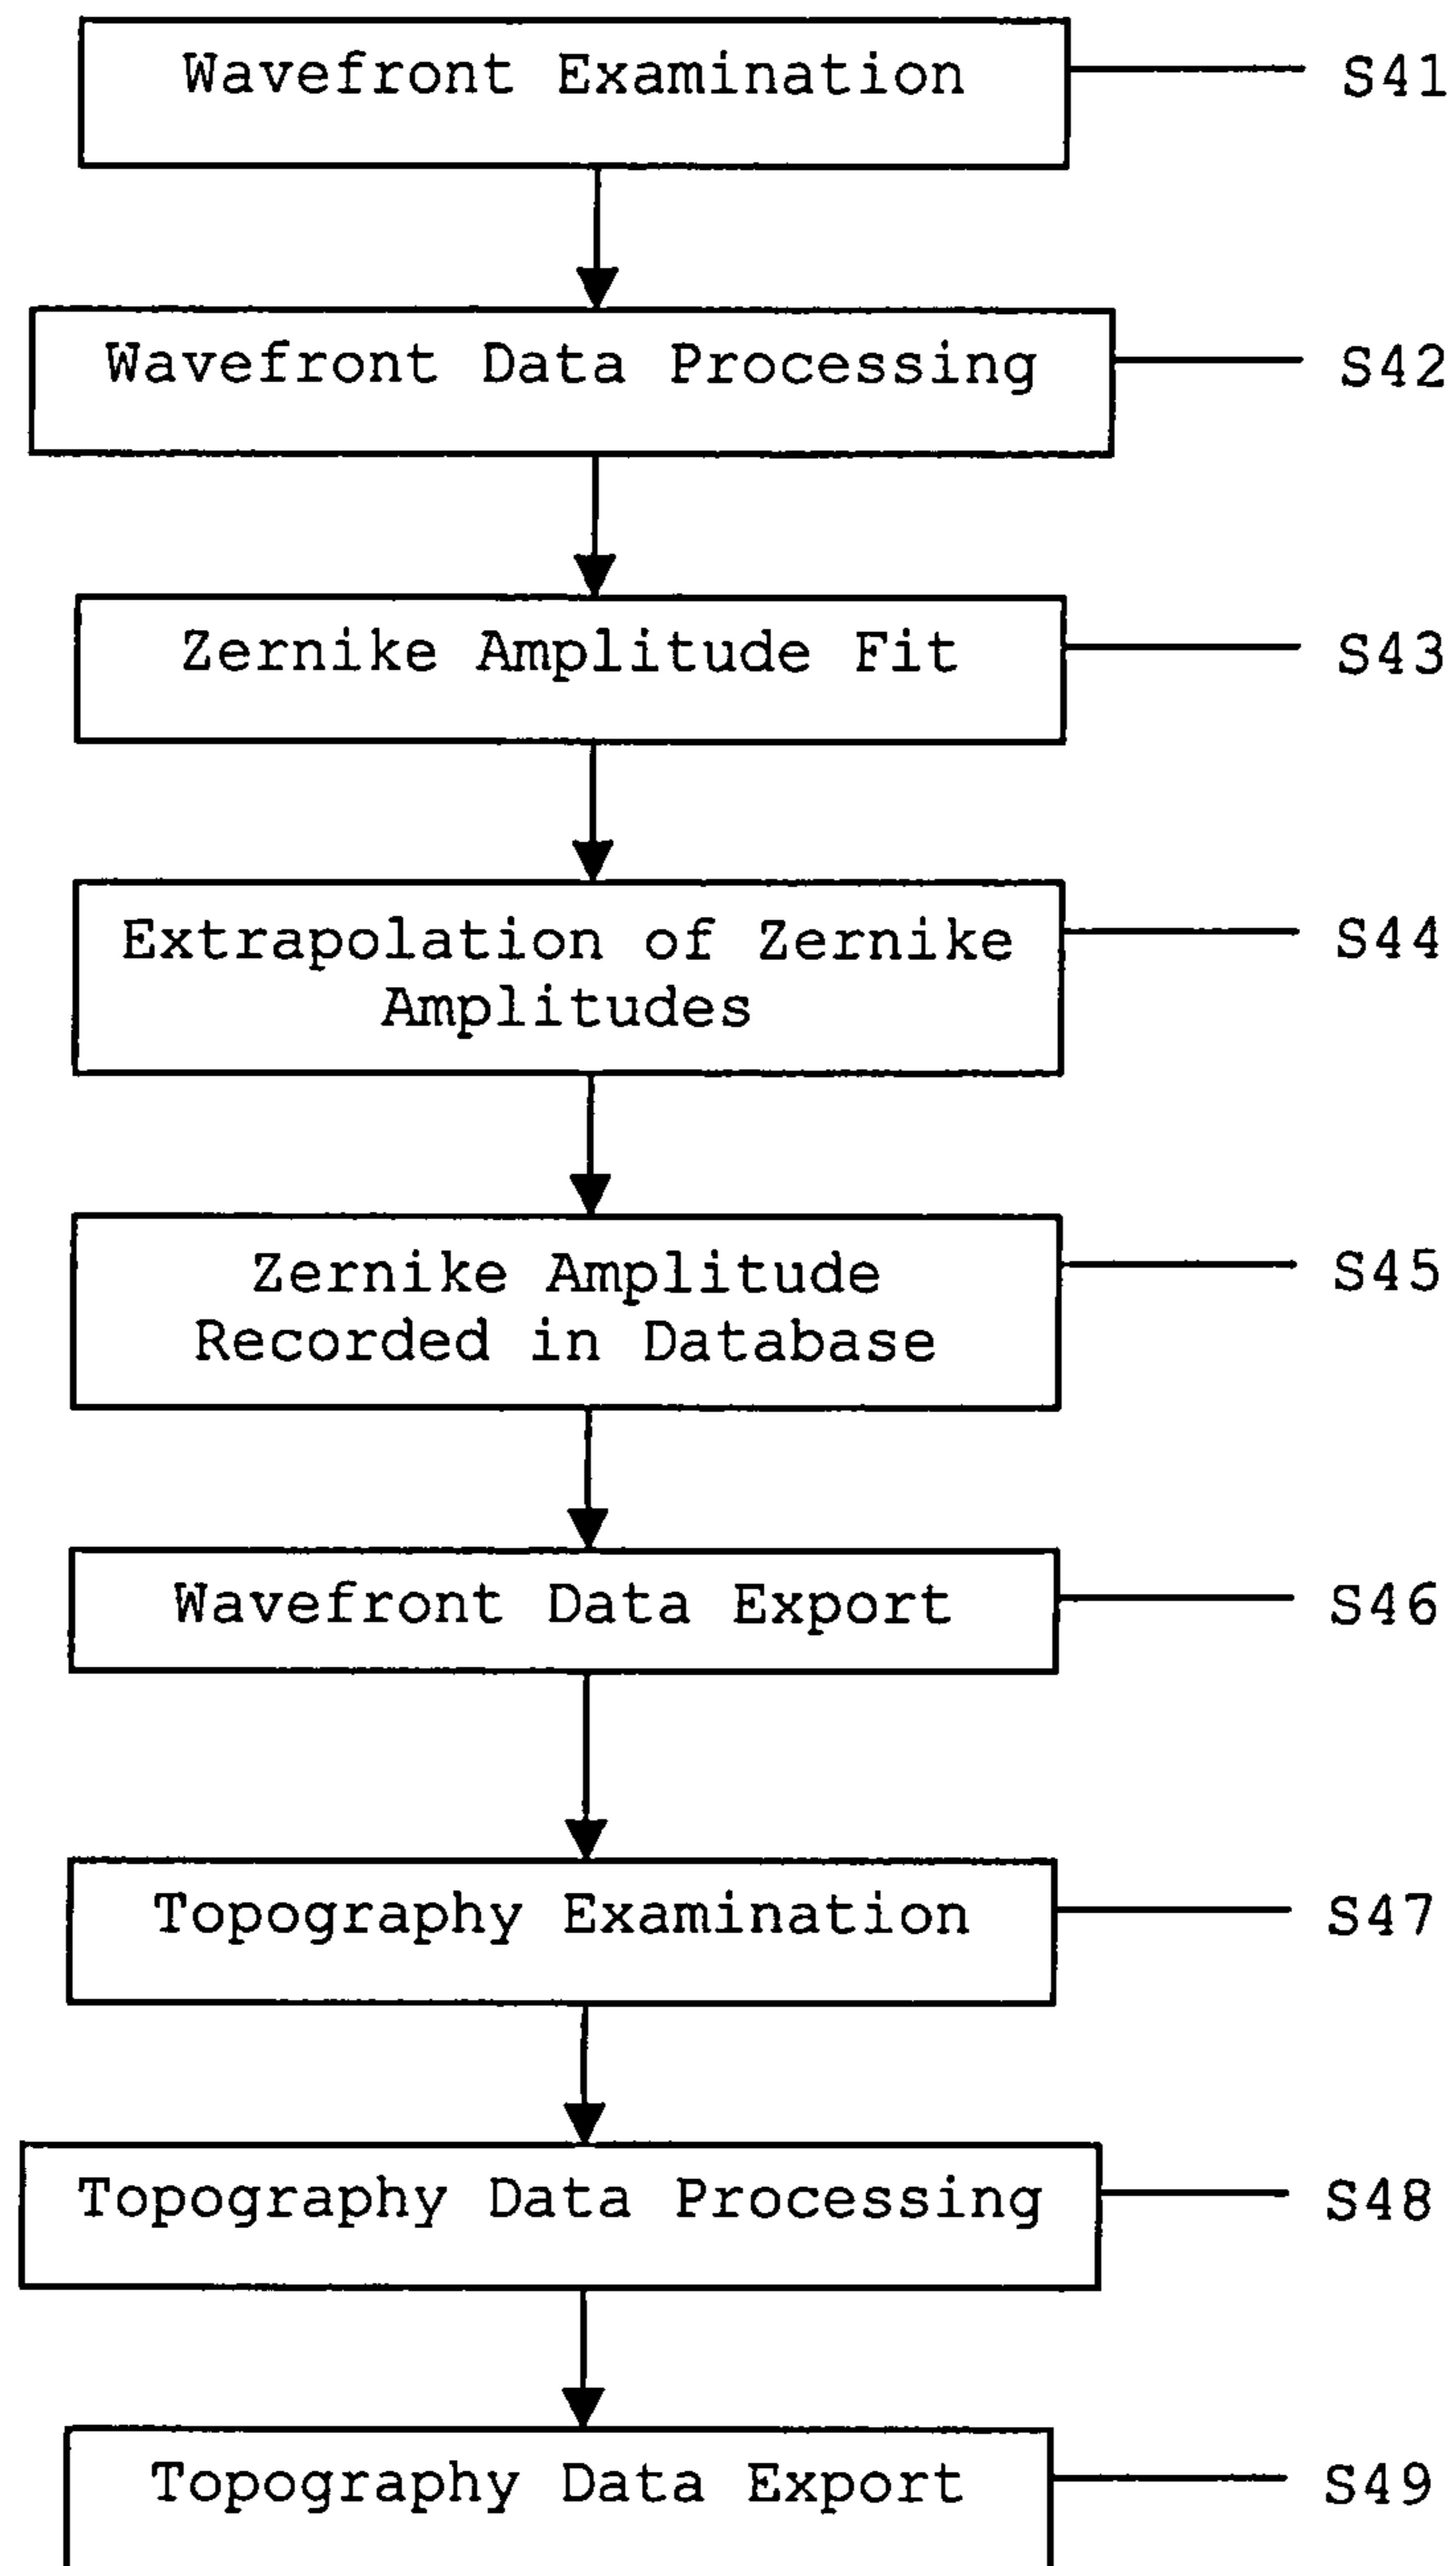 Wavefront Examination S41
Wavefront Data Processing S42
Zernike Amplitude Fit S43
Extrapolation of Zernike S44
Amplitudes
Zernike Amplitude S45
Recorded in Database
Wavefront Data Export S46
Topography Examination S47
Topography Data Processing S48
Topography Data Export S49